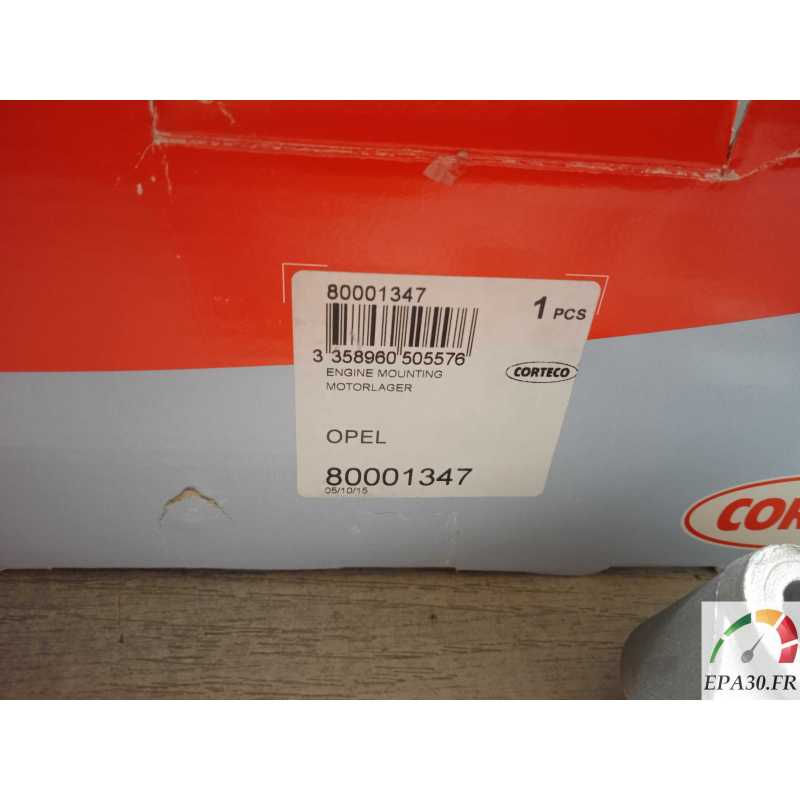 80001347
1 PCS
3 358960 505576
ENGINE MOUNTING
MOTORLAGER
CORTECO
OPEL
80001347
05/10/15
COR
EPA30.FR